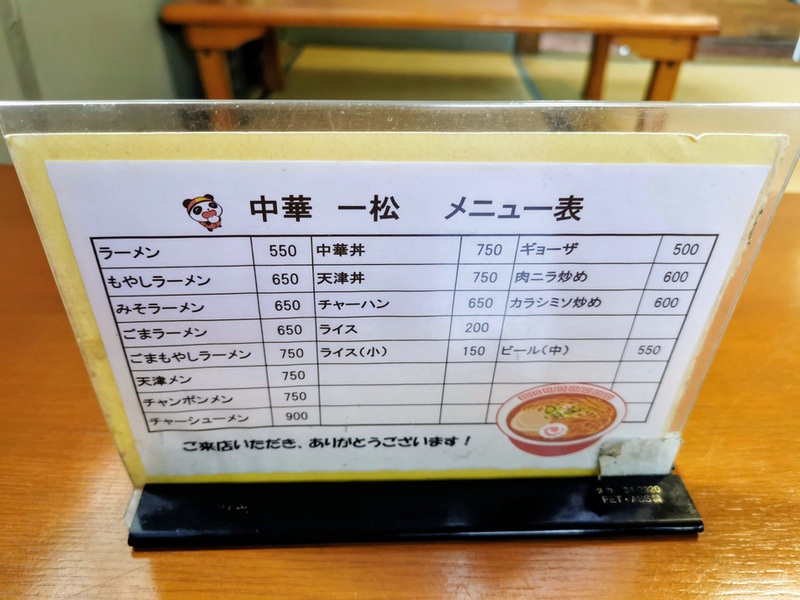 中華 一松 メニュー表
ラーメン 550 中華丼 750 ギョーザ 500
もやしラーメン 650 天津丼 750 肉ニラ炒め 600
みそラーメン 650 チャーハン 650 カラシミソ炒め 600
ごまラーメン 650 ライス 200
ごまもやしラーメン 750 ライス(小) 150 ビール(中) 550
天津メン 750
チャンポンメン 750
チャーシューメン 900
ご来店いただき、ありがとうございます!